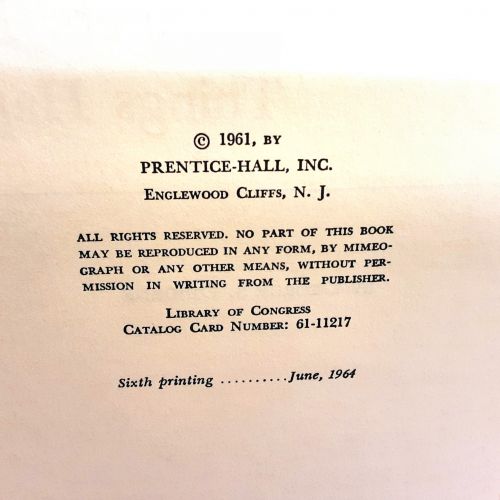 © 1961, BY
PRENTICE-HALL, INC.
ENGLEWOOD CLIFFS, N. J.
ALL RIGHTS RESERVED. NO PART OF THIS BOOK
MAY BE REPRODUCED IN ANY FORM, BY MIMEO-
GRAPH OR ANY OTHER MEANS, WITHOUT PER-
MISSION IN WRITING FROM THE PUBLISHER.
LIBRARY OF CONGRESS
CATALOG CARD NUMBER: 61-11217
Sixth printing ..........June, 1964